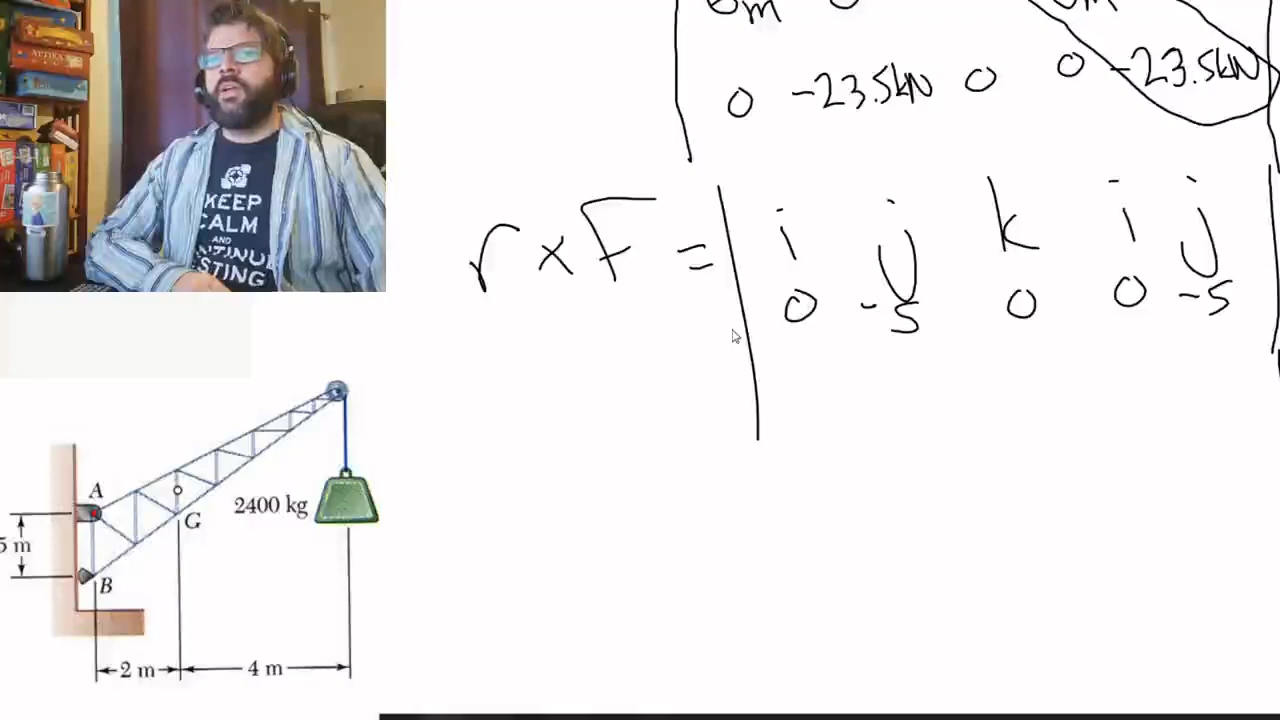 0 -23.5kN 0 0 -23.5kN
r x F = | i j k i j
0 -5 0 0 -5
KEEP
CALM
AND
A
2400 kg
G
5 m
B
2 m
4 m